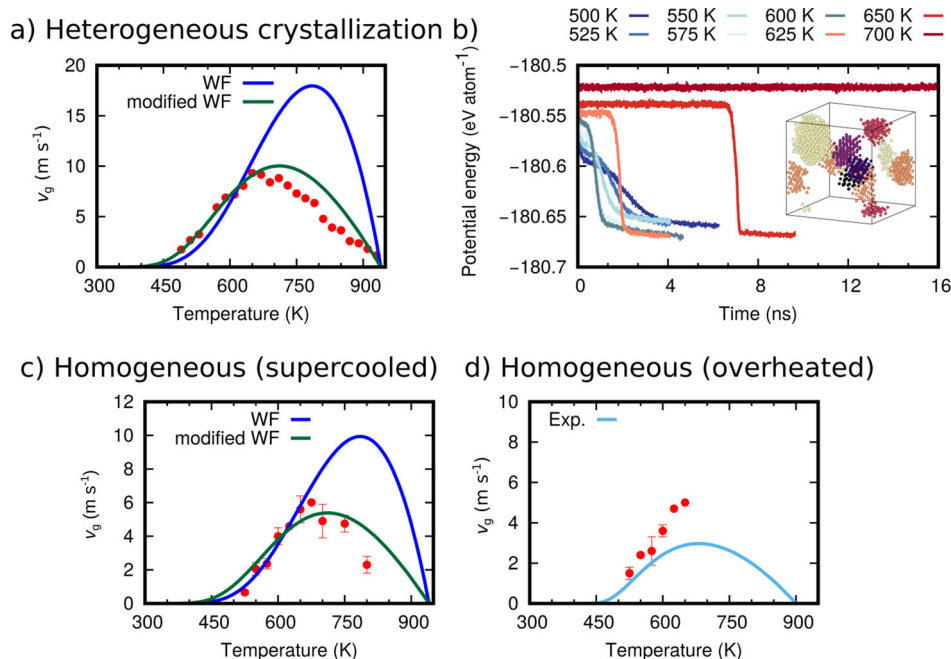 a) Heterogeneous crystallization
20
15
10
5
0
v_g (m s⁻¹)
WF
modified WF
300 450 600 750 900
Temperature (K)
b)
500 K 550 K 600 K 650 K
525 K 575 K 625 K 700 K
−180.5
−180.55
−180.6
−180.65
−180.7
Potential energy (eV atom⁻¹)
0 4 8 12 16
Time (ns)
c) Homogeneous (supercooled)
12
10
8
6
4
2
0
v_g (m s⁻¹)
WF
modified WF
300 450 600 750 900
Temperature (K)
d) Homogeneous (overheated)
10
8
6
4
2
0
v_g (m s⁻¹)
Exp.
300 450 600 750 900
Temperature (K)